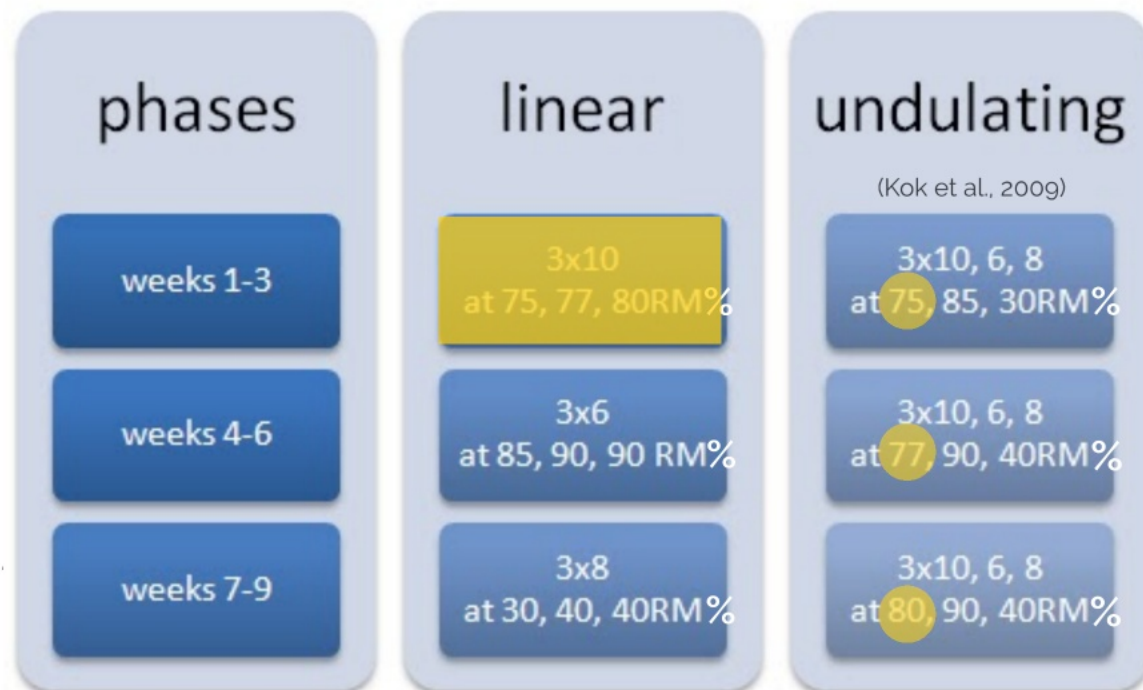 phases
weeks 1-3
weeks 4-6
weeks 7-9
linear
3x10
at 75, 77, 80RM%
3x6
at 85, 90, 90 RM%
3x8
at 30, 40, 40RM%
undulating
(Kok et al., 2009)
3x10, 6, 8
at 75, 85, 30RM%
3x10, 6, 8
at 77, 90, 40RM%
3x10, 6, 8
at 80, 90, 40RM%